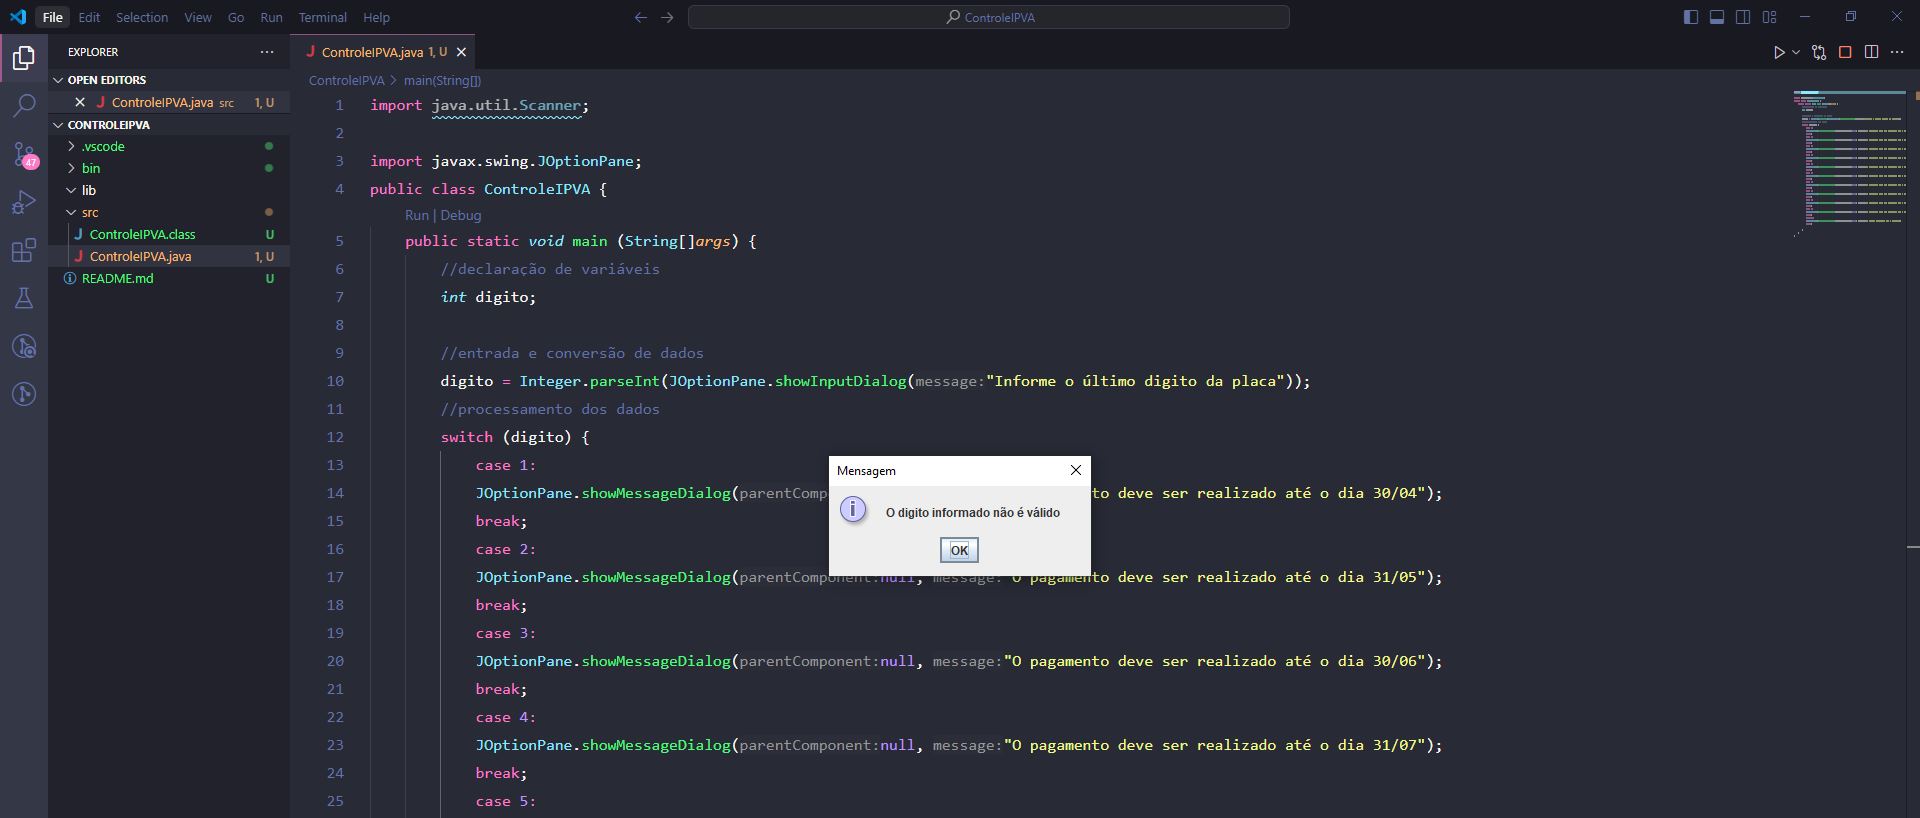 File Edit Selection View Go Run Terminal Help
ControleIPVA
EXPLORER
OPEN EDITORS
ControleIPVA.java src 1, U
CONTROLEIPVA
.vscode
bin
lib
src
ControleIPVA.class U
ControleIPVA.java 1, U
README.md U
47
ControleIPVA.java 1, U
ControleIPVA > main(String[])
1 import java.util.Scanner;
2
3 import javax.swing.JOptionPane;
4 public class ControleIPVA {
Run | Debug
5 public static void main (String[]args) {
6 //declaração de variáveis
7 int digito;
8
9 //entrada e conversão de dados
10 digito = Integer.parseInt(JOptionPane.showInputDialog(message:"Informe o último digito da placa"));
11 //processamento dos dados
12 switch (digito) {
13 case 1:
14 JOptionPane.showMessageDialog(parentComp to deve ser realizado até o dia 30/04");
15 break;
16 case 2:
17 JOptionPane.showMessageDialog(parentComponent:null, message:"O pagamento deve ser realizado até o dia 31/05");
18 break;
19 case 3:
20 JOptionPane.showMessageDialog(parentComponent:null, message:"O pagamento deve ser realizado até o dia 30/06");
21 break;
22 case 4:
23 JOptionPane.showMessageDialog(parentComponent:null, message:"O pagamento deve ser realizado até o dia 31/07");
24 break;
25 case 5:
Mensagem
O digito informado não é válido
OK